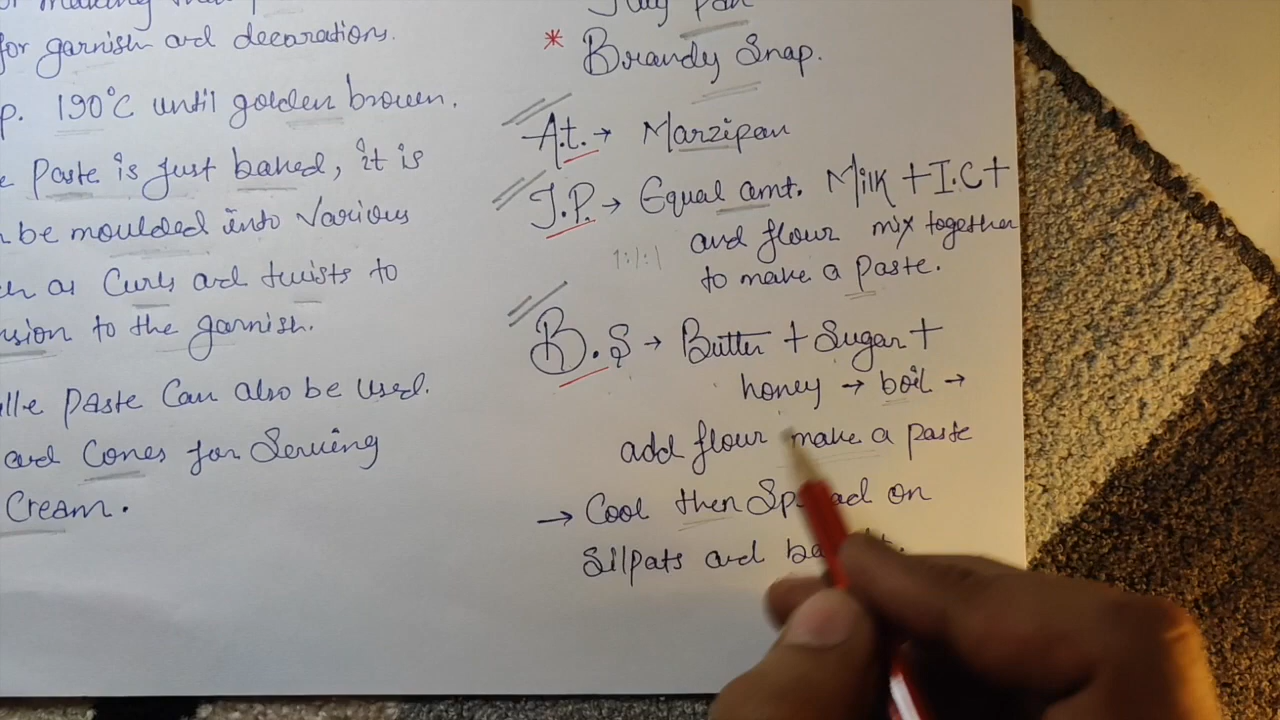 for garnish and decorations.
p. 190°C until golden brown.
Paste is just baked, it is
be moulded into various
as Curls and twists to
to the garnish.
paste Can also be used.
and Cones for Serving
Cream.
* Brandy Snap.
A.t. → Marzipan
J.P. → Equal amt. Milk + I.C +
and flour mix together
1:1:1
to make a paste.
B.S → Butter + Sugar +
honey → boil →
add flour make a paste
→ Cool then Spread on
Silpats and